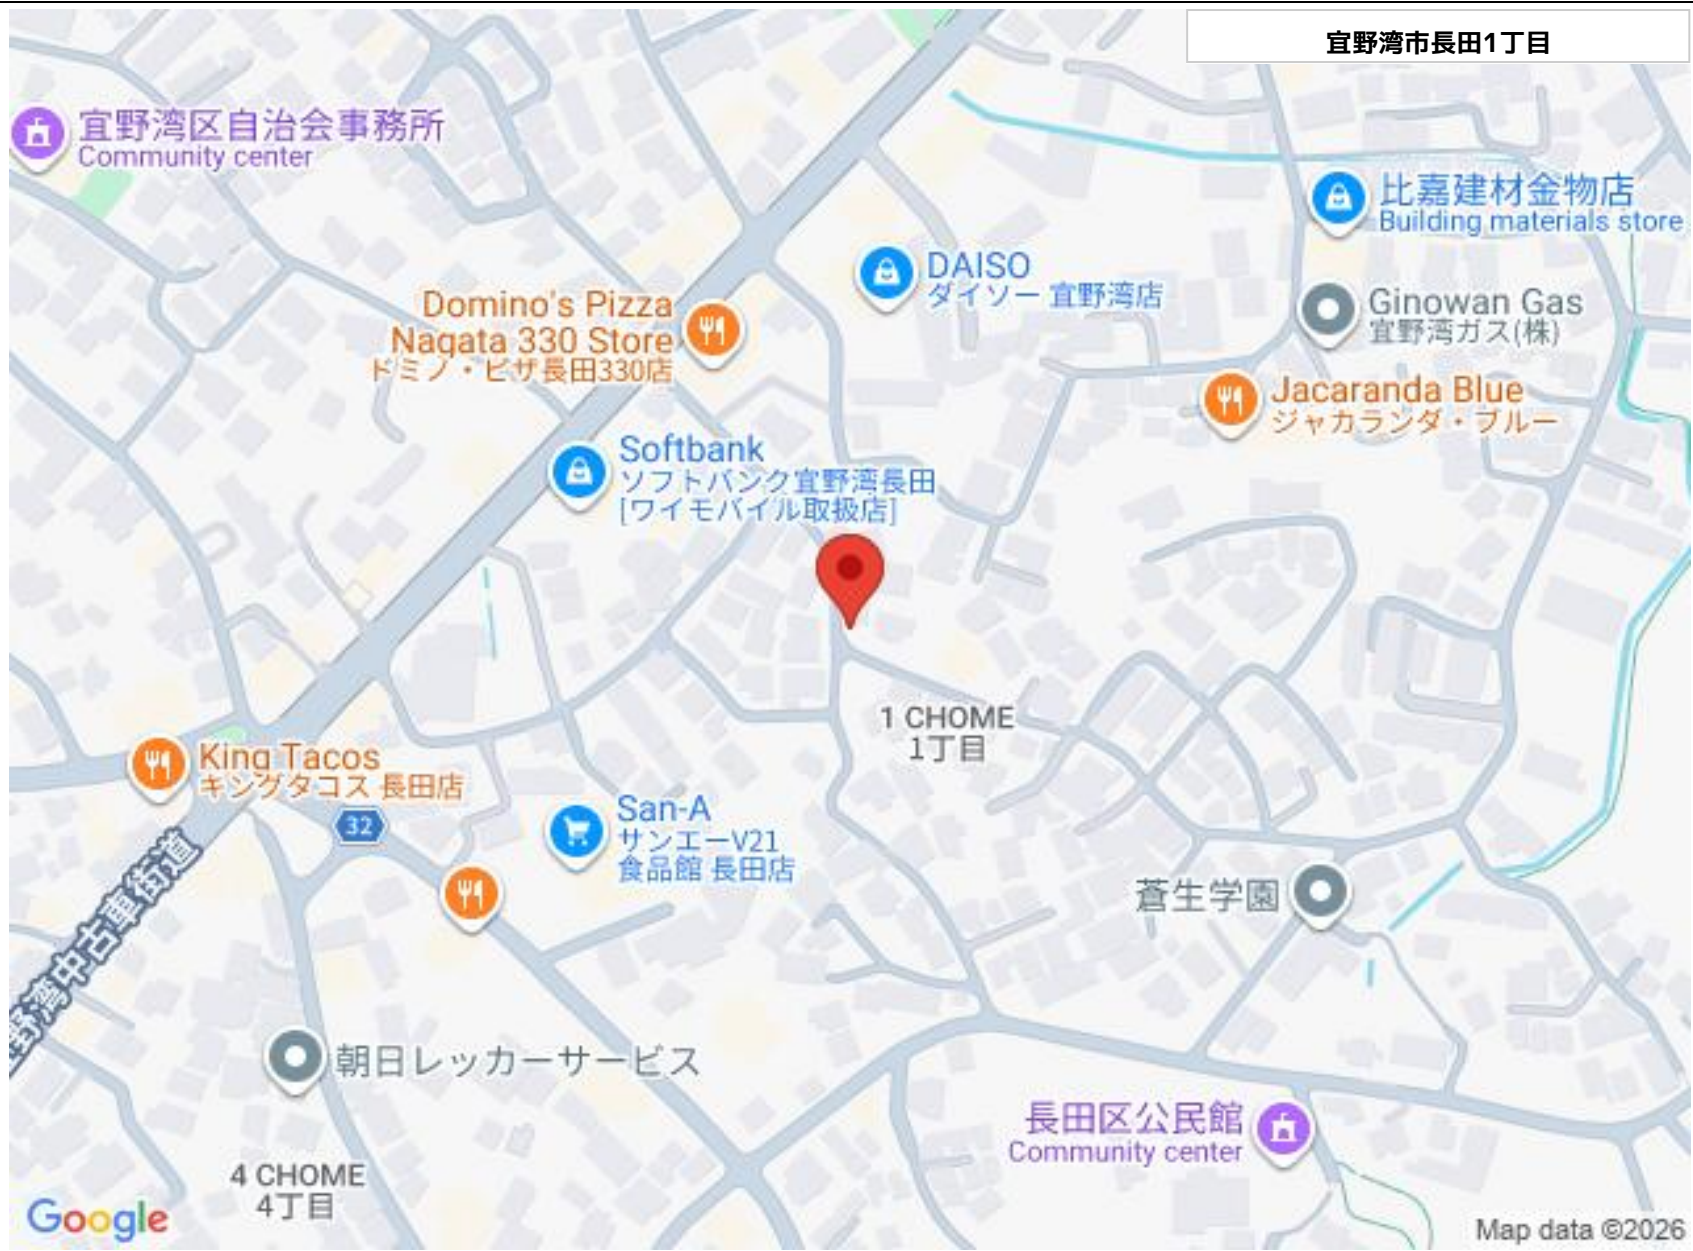 宜野湾市長田1丁目
宜野湾区自治会事務所
Community center
比嘉建材金物店
Building materials store
DAISO
ダイソー 宜野湾店
Domino's Pizza
Nagata 330 Store
ドミノ・ピザ長田330店
Ginowan Gas
宜野湾ガス(株)
Jacaranda Blue
ジャカランダ・ブルー
Softbank
ソフトバンク宜野湾長田
[ワイモバイル取扱店]
1 CHOME
1丁目
King Tacos
キングタコス 長田店
32
San-A
サンエーV21
食品館 長田店
野湾中古車街道
蒼生学園
朝日レッカーサービス
長田区公民館
Community center
4 CHOME
4丁目
Google
Map data ©2026